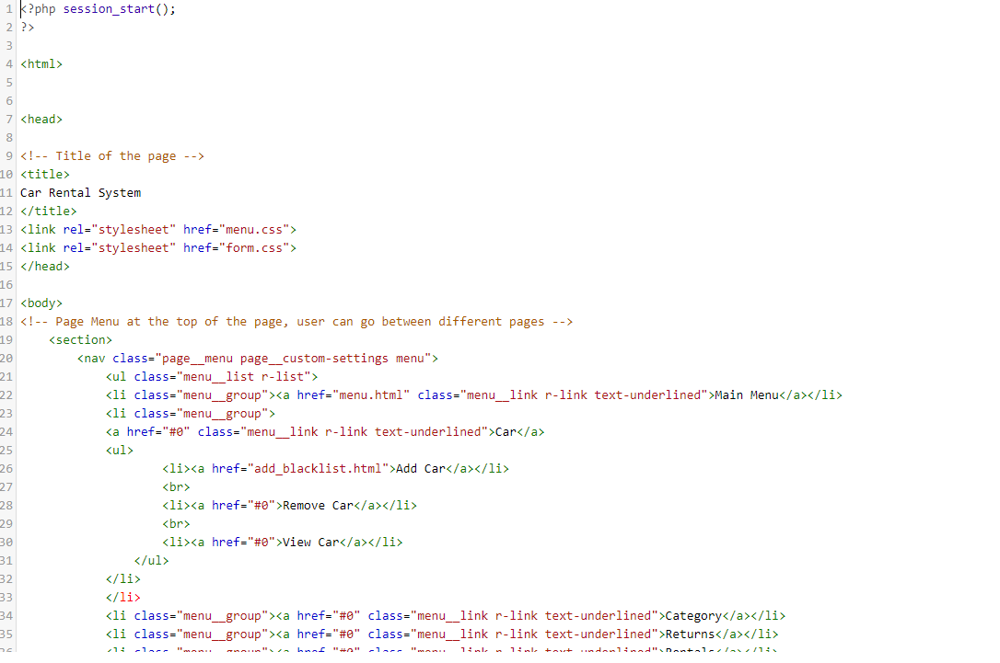 1 <?php session_start();
2 ?>
3
4 <html>
5
6
7 <head>
8
9 <!-- Title of the page -->
10 <title>
11 Car Rental System
12 </title>
13 <link rel="stylesheet" href="menu.css">
14 <link rel="stylesheet" href="form.css">
15 </head>
16
17 <body>
18 <!-- Page Menu at the top of the page, user can go between different pages -->
19 <section>
20 <nav class="page__menu page__custom-settings menu">
21 <ul class="menu__list r-list">
22 <li class="menu__group"><a href="menu.html" class="menu__link r-link text-underlined">Main Menu</a></li>
23 <li class="menu__group">
24 <a href="#0" class="menu__link r-link text-underlined">Car</a>
25 <ul>
26 <li><a href="add_blacklist.html">Add Car</a></li>
27 <br>
28 <li><a href="#0">Remove Car</a></li>
29 <br>
30 <li><a href="#0">View Car</a></li>
31 </ul>
32 </li>
33 </li>
34 <li class="menu__group"><a href="#0" class="menu__link r-link text-underlined">Category</a></li>
35 <li class="menu__group"><a href="#0" class="menu__link r-link text-underlined">Returns</a></li>
36 <li class="menu__group"><a href="#0" class="menu__link r-link text-underlined">Rentals</a></li>